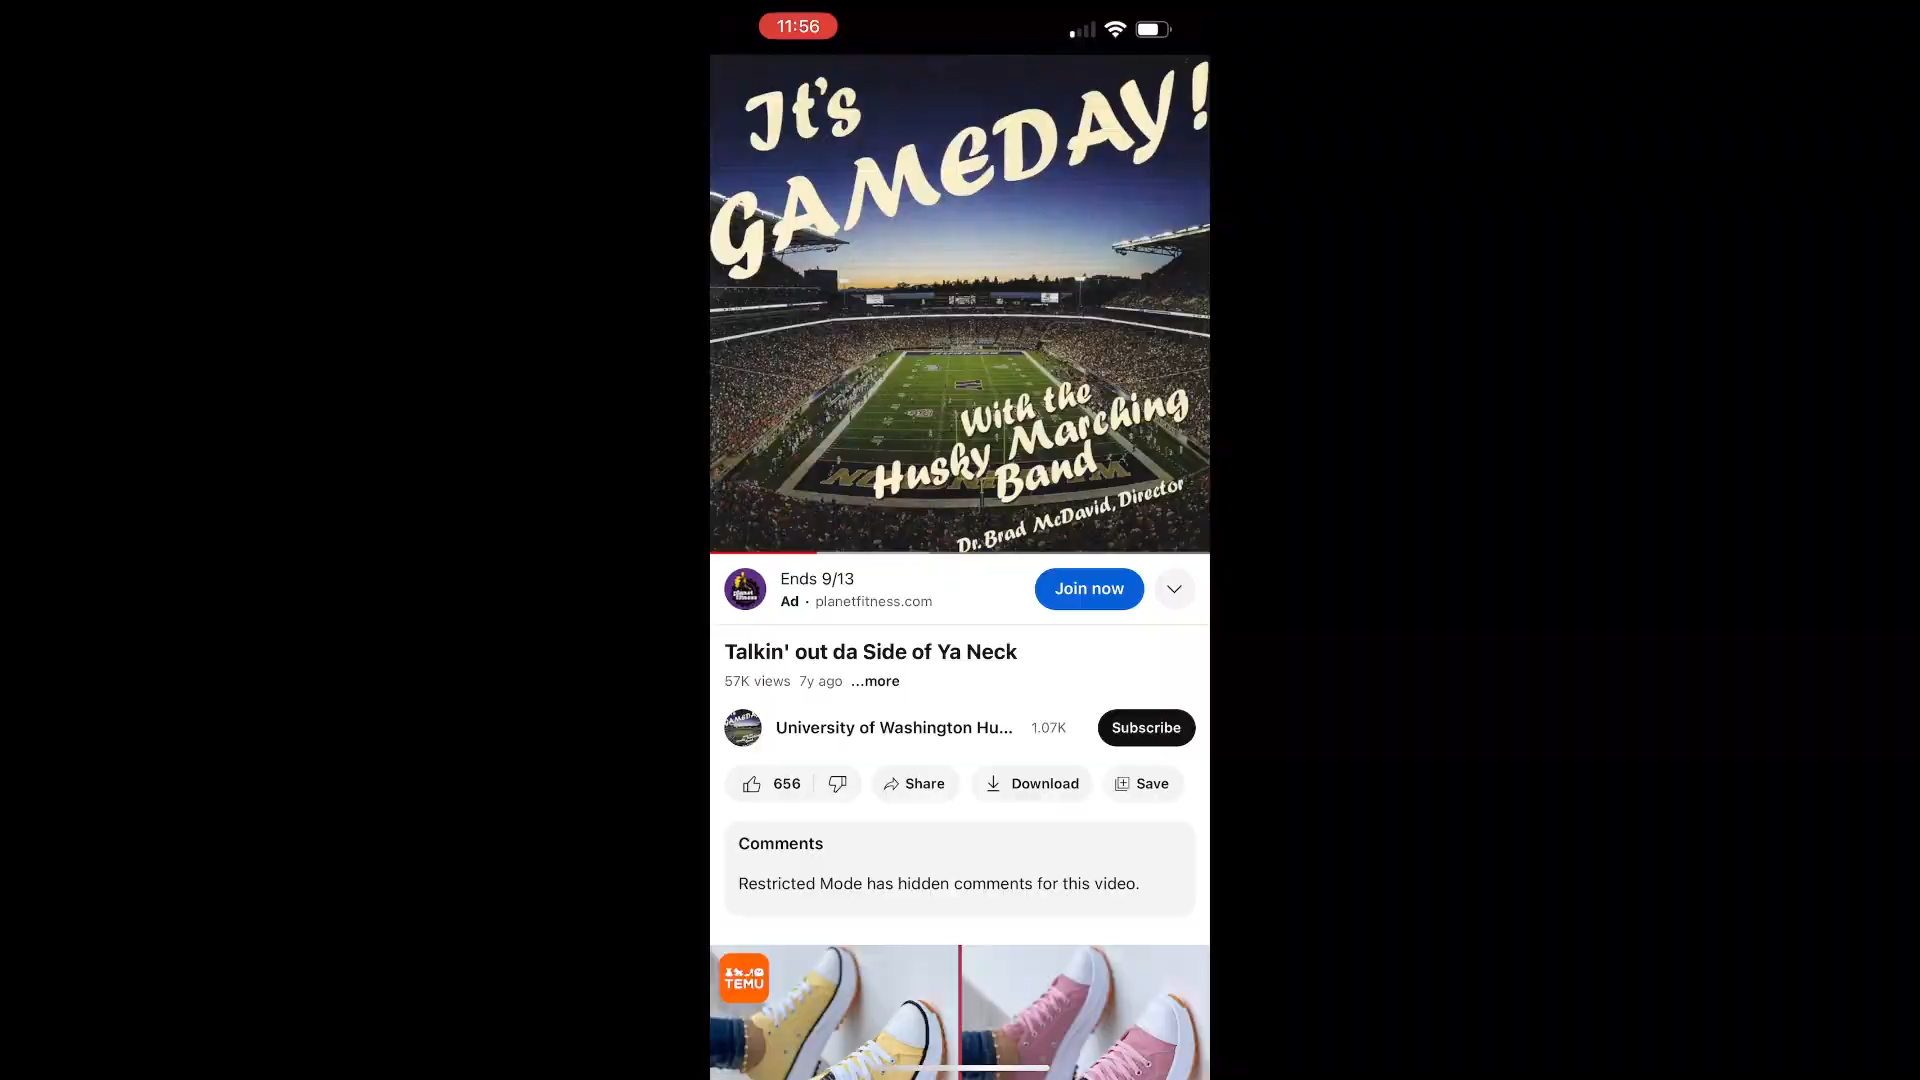 11:56
It's
GAMEDAY!
With the
Husky Marching
Band
Dr. Brad McDavid, Director
Ends 9/13
Ad · planetfitness.com
Join now
Talkin' out da Side of Ya Neck
57K views 7y ago ...more
University of Washington Hu... 1.07K
Subscribe
656
Share
Download
Save
Comments
Restricted Mode has hidden comments for this video.
TEMU